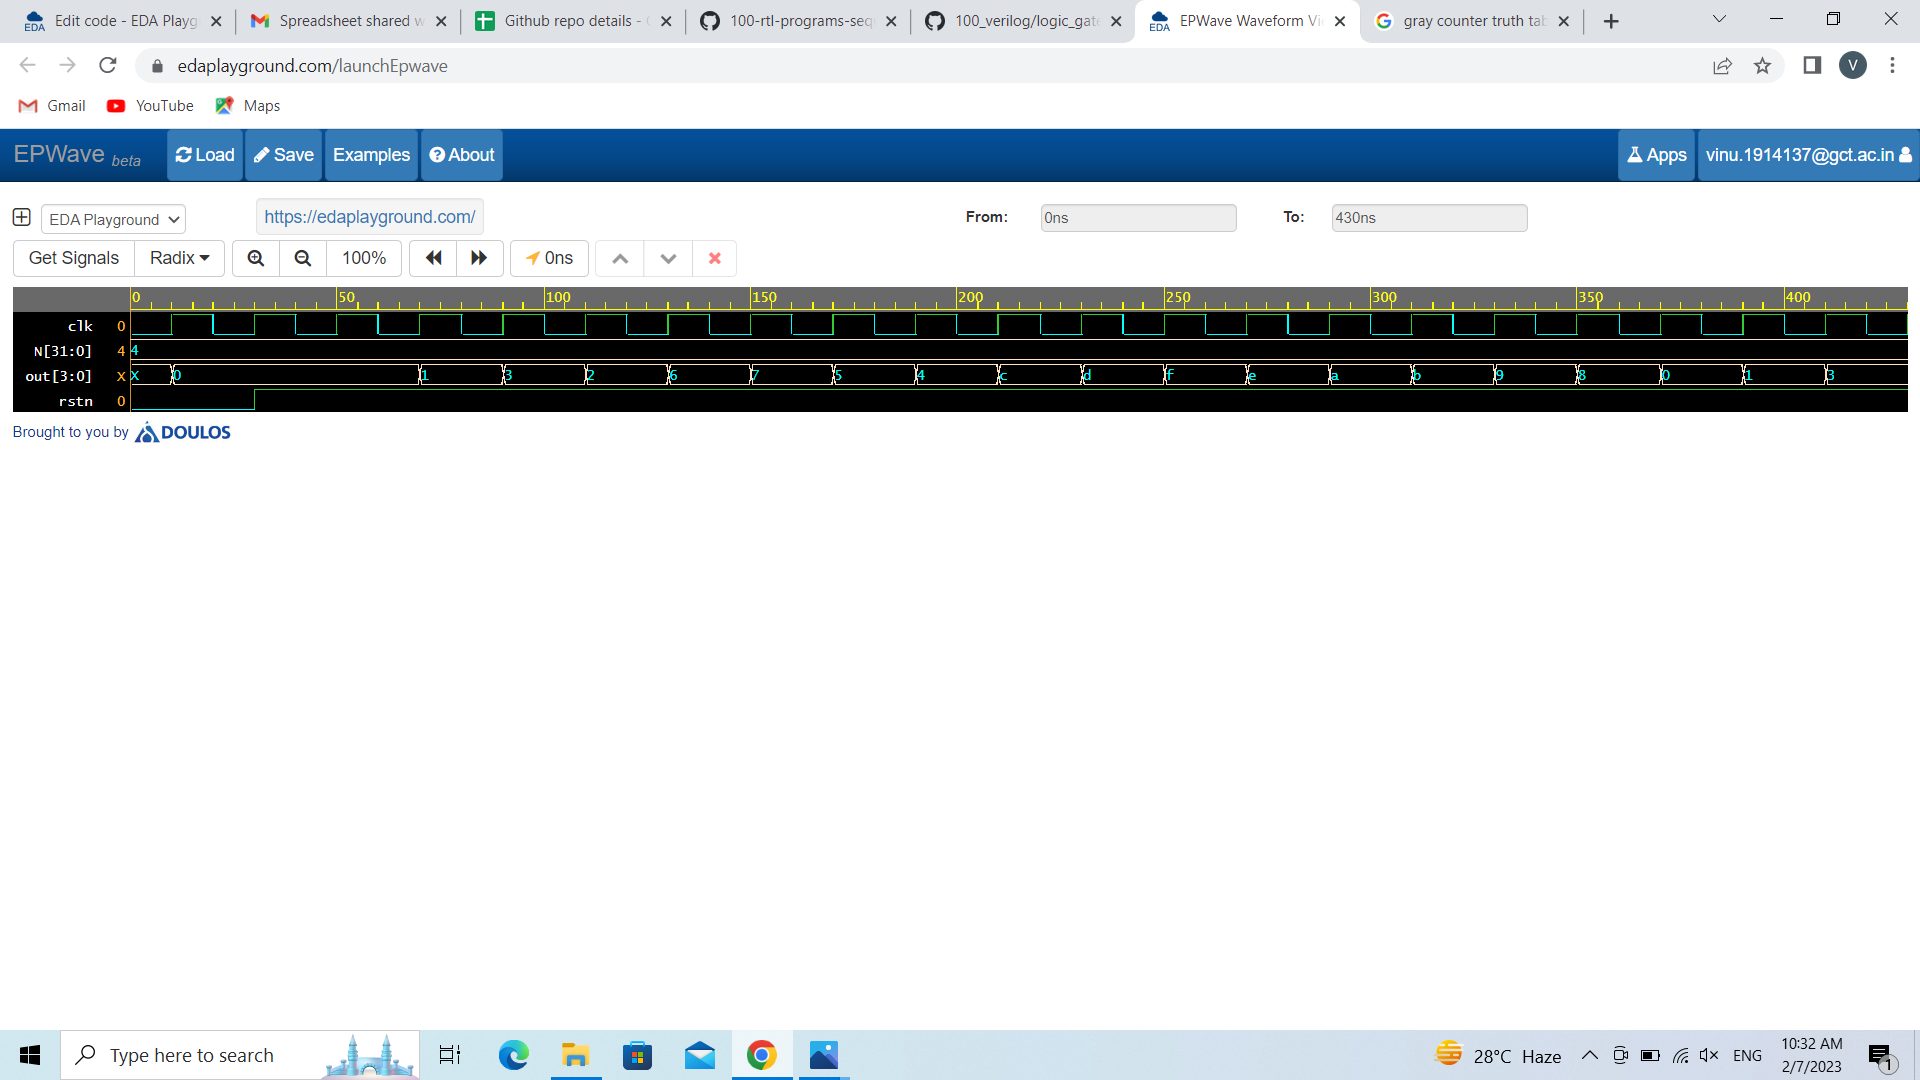 Edit code - EDA Playg
Spreadsheet shared w
Github repo details -
100-rtl-programs-seq
100_verilog/logic_gat
EPWave Waveform Vi
gray counter truth tab
edaplayground.com/launchEpwave
V
Gmail YouTube Maps
EPWave beta Load Save Examples About Apps vinu.1914137@gct.ac.in
EDA Playground https://edaplayground.com/ From: 0ns To: 430ns
Get Signals Radix 100% 0ns
0 50 100 150 200 250 300 350 400
clk 0
N[31:0] 4 4
out[3:0] X X 0 1 3 2 6 7 5 4 c d f e a b 9 8 0 1 3
rstn 0
Brought to you by DOULOS
Type here to search
28°C Haze
ENG
10:32 AM
2/7/2023
1